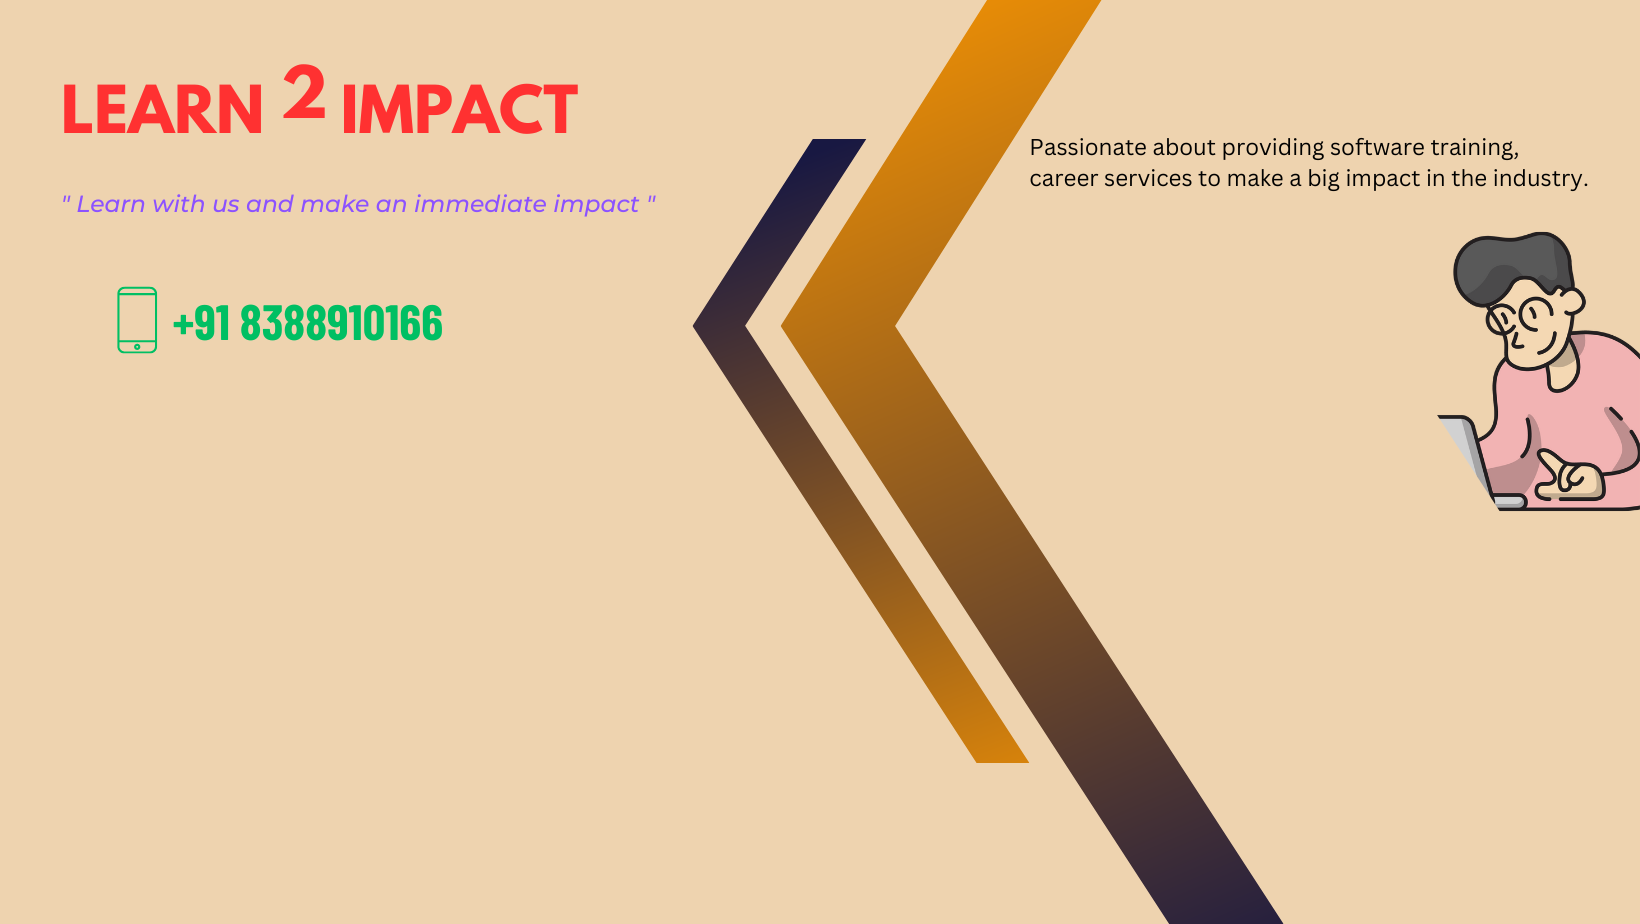 LEARN 2 IMPACT
" Learn with us and make an immediate impact "
+91 8388910166
Passionate about providing software training,
career services to make a big impact in the industry.